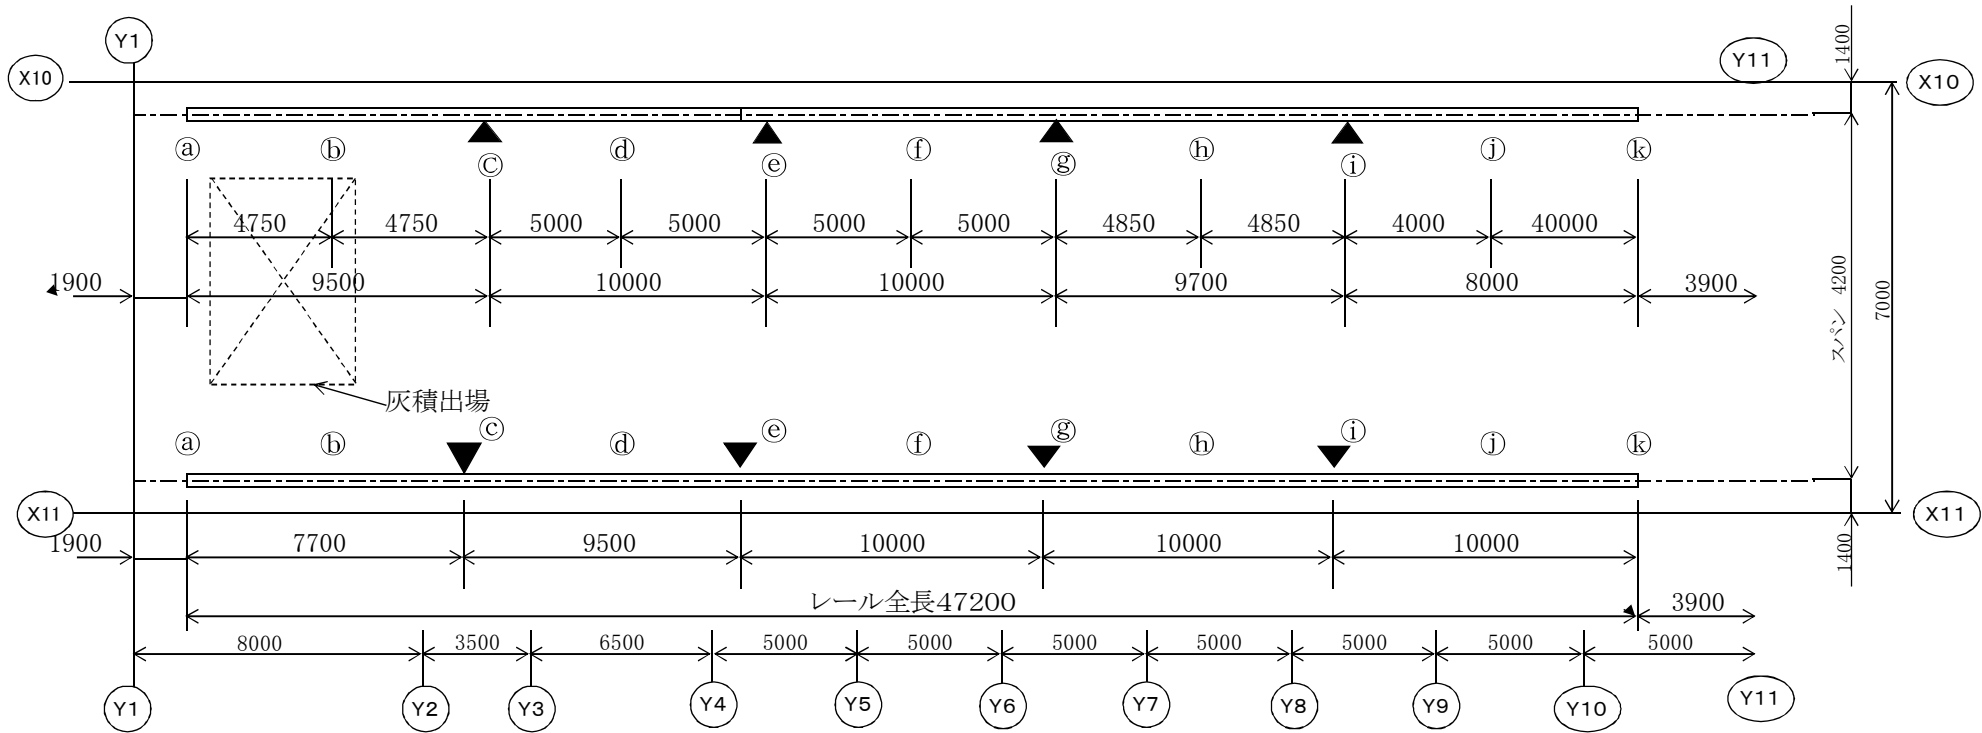 Y1
X10 Y11 1400 X10
ⓐ ⓑ ⓒ ⓓ ⓔ ⓕ ⓖ ⓗ ⓘ ⓙ ⓚ
4750 4750 5000 5000 5000 5000 4850 4850 4000 40000
1900 9500 10000 10000 9700 8000 3900
スパン 4200
7000
灰積出場
ⓐ ⓑ ⓒ ⓓ ⓔ ⓕ ⓖ ⓗ ⓘ ⓙ ⓚ
X11 X11
1900 7700 9500 10000 10000 10000 1400
レール全長47200 3900
8000 3500 6500 5000 5000 5000 5000 5000 5000 5000
Y1 Y2 Y3 Y4 Y5 Y6 Y7 Y8 Y9 Y10 Y11